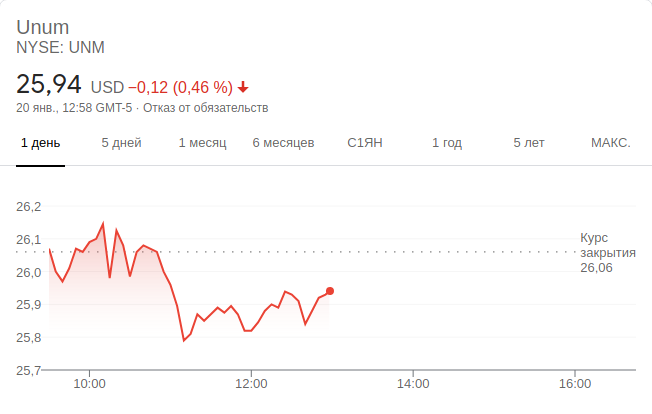 Unum
NYSE: UNM
25,94 USD −0,12 (0,46 %)
20 янв., 12:58 GMT-5 · Отказ от обязательств
1 день 5 дней 1 месяц 6 месяцев С1ЯН 1 год 5 лет МАКС.
26,2
26,1
26,0
25,9
25,8
25,7
Курс
закрытия
26,06
10:00 12:00 14:00 16:00